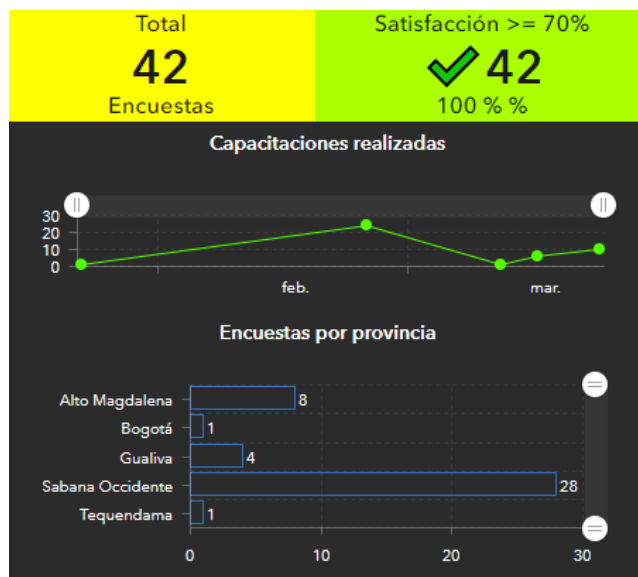 Total
42
Encuestas
Satisfacción >= 70%
42
100 % %
Capacitaciones realizadas
30
20
10
0
feb.
mar.
Encuestas por provincia
Alto Magdalena
8
Bogotá
1
Gualiva
4
Sabana Occidente
28
Tequendama
1
0
10
20
30